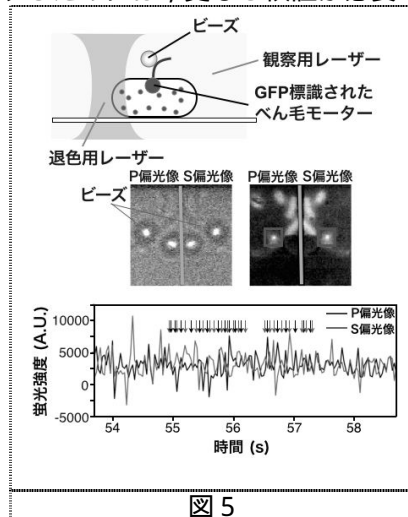 ビーズ
観察用レーザー
GFP標識された
べん毛モーター
退色用レーザー
P偏光像 S偏光像 P偏光像 S偏光像
ビーズ
蛍光強度 (A.U.)
10000
5000
0
-5000
P偏光像
S偏光像
54 55 56 57 58
時間 (s)
図 5